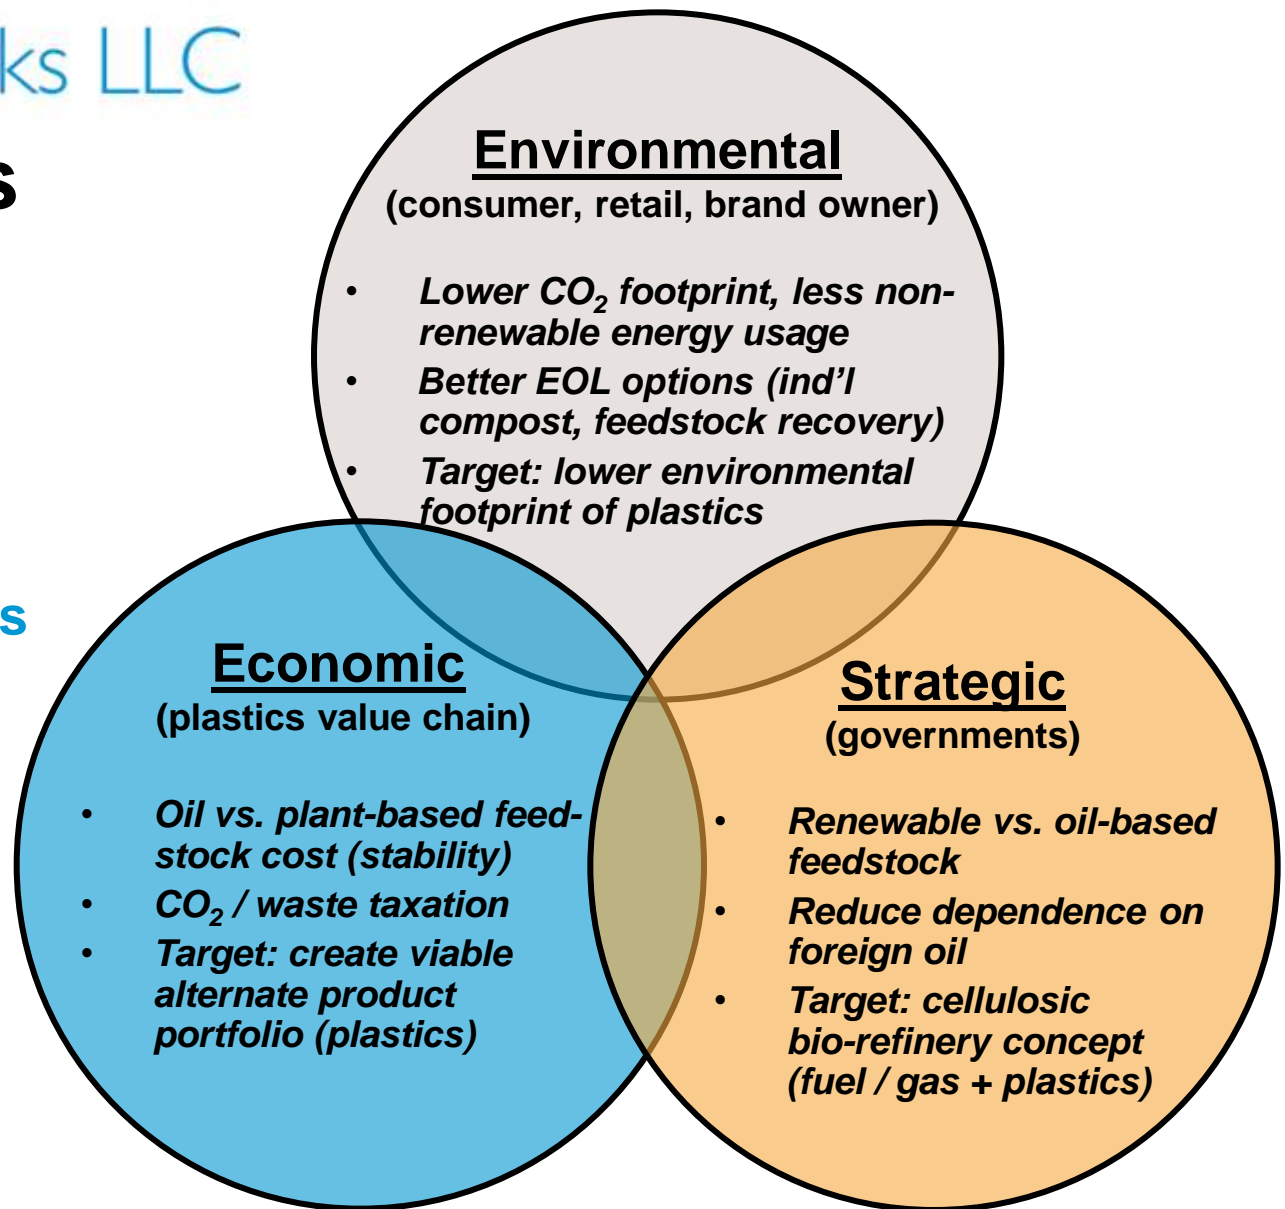 ks LLC
s
Environmental
(consumer, retail, brand owner)
• Lower CO₂ footprint, less non-
renewable energy usage
• Better EOL options (ind'l
compost, feedstock recovery)
• Target: lower environmental
footprint of plastics
s
Economic
(plastics value chain)
• Oil vs. plant-based feed-
stock cost (stability)
• CO₂ / waste taxation
• Target: create viable
alternate product
portfolio (plastics)
Strategic
(governments)
• Renewable vs. oil-based
feedstock
• Reduce dependence on
foreign oil
• Target: cellulosic
bio-refinery concept
(fuel / gas + plastics)